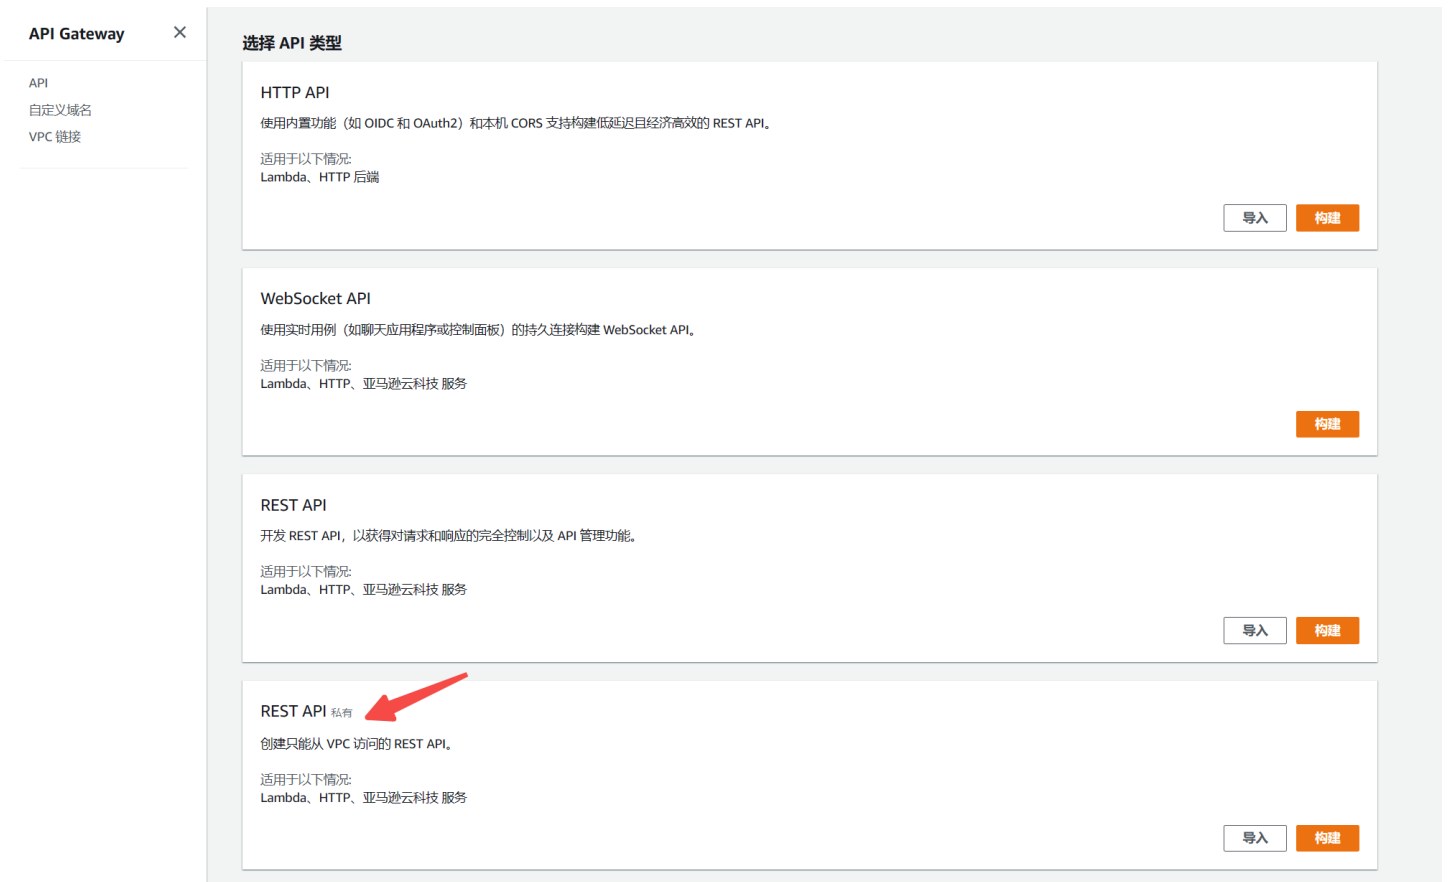 API Gateway
API
自定义域名
VPC 链接
选择 API 类型
HTTP API
使用内置功能（如 OIDC 和 OAuth2）和本机 CORS 支持构建低延迟且经济高效的 REST API。
适用于以下情况:
Lambda、HTTP 后端
导入 构建
WebSocket API
使用实时用例（如聊天应用程序或控制面板）的持久连接构建 WebSocket API。
适用于以下情况:
Lambda、HTTP、亚马逊云科技 服务
构建
REST API
开发 REST API，以获得对请求和响应的完全控制以及 API 管理功能。
适用于以下情况:
Lambda、HTTP、亚马逊云科技 服务
导入 构建
REST API 私有
创建只能从 VPC 访问的 REST API。
适用于以下情况:
Lambda、HTTP、亚马逊云科技 服务
导入 构建